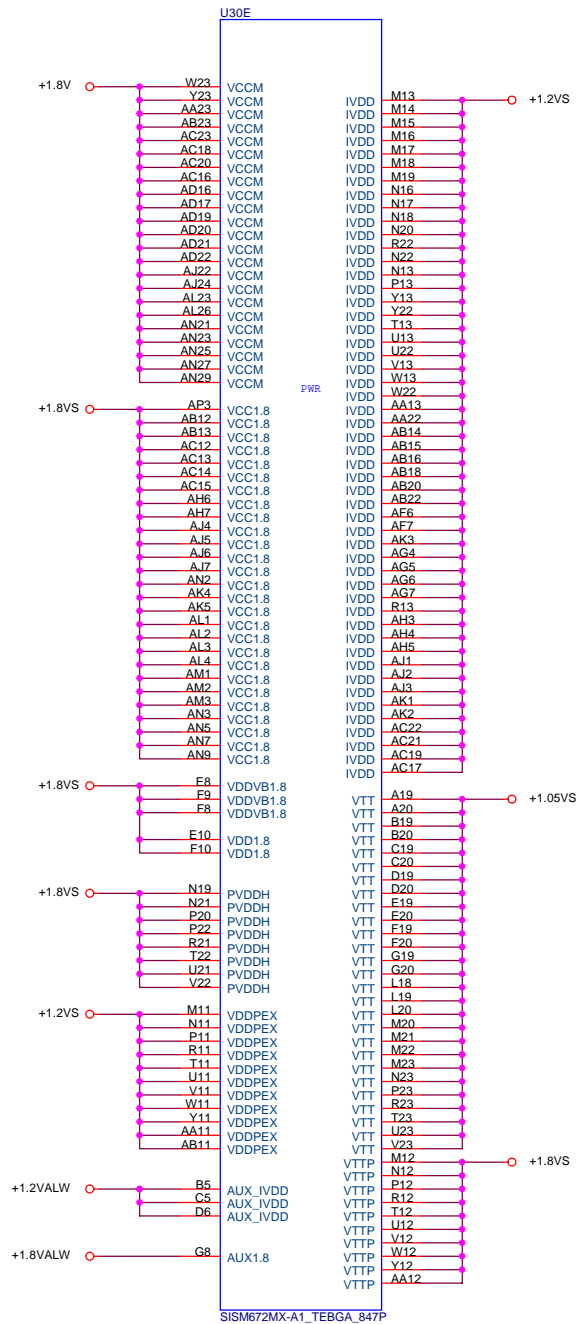 U30E
+1.8V W23 VCCM
Y23 VCCM
AA23 VCCM
AB23 VCCM
AC23 VCCM
AC18 VCCM
AC20 VCCM
AC16 VCCM
AD16 VCCM
AD17 VCCM
AD19 VCCM
AD20 VCCM
AD21 VCCM
AD22 VCCM
AJ22 VCCM
AJ24 VCCM
AL23 VCCM
AL26 VCCM
AN21 VCCM
AN23 VCCM
AN25 VCCM
AN27 VCCM
AN29 VCCM
+1.8VS AP3 VCC1.8
AB12 VCC1.8
AB13 VCC1.8
AC12 VCC1.8
AC13 VCC1.8
AC14 VCC1.8
AC15 VCC1.8
AH6 VCC1.8
AH7 VCC1.8
AJ4 VCC1.8
AJ5 VCC1.8
AJ6 VCC1.8
AJ7 VCC1.8
AN2 VCC1.8
AK4 VCC1.8
AK5 VCC1.8
AL1 VCC1.8
AL2 VCC1.8
AL3 VCC1.8
AL4 VCC1.8
AM1 VCC1.8
AM2 VCC1.8
AM3 VCC1.8
AN3 VCC1.8
AN5 VCC1.8
AN7 VCC1.8
AN9 VCC1.8
+1.8VS E8 VDDVB1.8
F9 VDDVB1.8
F8 VDDVB1.8
E10 VDD1.8
F10 VDD1.8
+1.8VS N19 PVDDH
N21 PVDDH
P20 PVDDH
P22 PVDDH
R21 PVDDH
T22 PVDDH
U21 PVDDH
V22 PVDDH
+1.2VS M11 VDDPEX
N11 VDDPEX
P11 VDDPEX
R11 VDDPEX
T11 VDDPEX
U11 VDDPEX
V11 VDDPEX
W11 VDDPEX
Y11 VDDPEX
AA11 VDDPEX
AB11 VDDPEX
+1.2VALW B5 AUX_IVDD
C5 AUX_IVDD
D6 AUX_IVDD
+1.8VALW G8 AUX1.8
PWR
IVDD M13 +1.2VS
IVDD M14
IVDD M15
IVDD M16
IVDD M17
IVDD M18
IVDD M19
IVDD N16
IVDD N17
IVDD N18
IVDD N20
IVDD R22
IVDD N22
IVDD N13
IVDD P13
IVDD Y13
IVDD Y22
IVDD T13
IVDD U13
IVDD U22
IVDD V13
IVDD W13
IVDD W22
IVDD AA13
IVDD AA22
IVDD AB14
IVDD AB15
IVDD AB16
IVDD AB18
IVDD AB20
IVDD AB22
IVDD AF6
IVDD AF7
IVDD AK3
IVDD AG4
IVDD AG5
IVDD AG6
IVDD AG7
IVDD R13
IVDD AH3
IVDD AH4
IVDD AH5
IVDD AJ1
IVDD AJ2
IVDD AJ3
IVDD AK1
IVDD AK2
IVDD AC22
IVDD AC21
IVDD AC19
IVDD AC17
VTT A19 +1.05VS
VTT A20
VTT B19
VTT B20
VTT C19
VTT C20
VTT D19
VTT D20
VTT E19
VTT E20
VTT F19
VTT F20
VTT G19
VTT G20
VTT L18
VTT L19
VTT L20
VTT M20
VTT M21
VTT M22
VTT M23
VTT N23
VTT P23
VTT R23
VTT T23
VTT U23
VTT V23
VTTP M12 +1.8VS
VTTP N12
VTTP P12
VTTP R12
VTTP T12
VTTP U12
VTTP V12
VTTP W12
VTTP Y12
VTTP AA12
SISM672MX-A1_TEBGA_847P